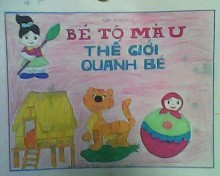 BÉ TÔ MÀU
THẾ GIỚI
QUANH BÉ